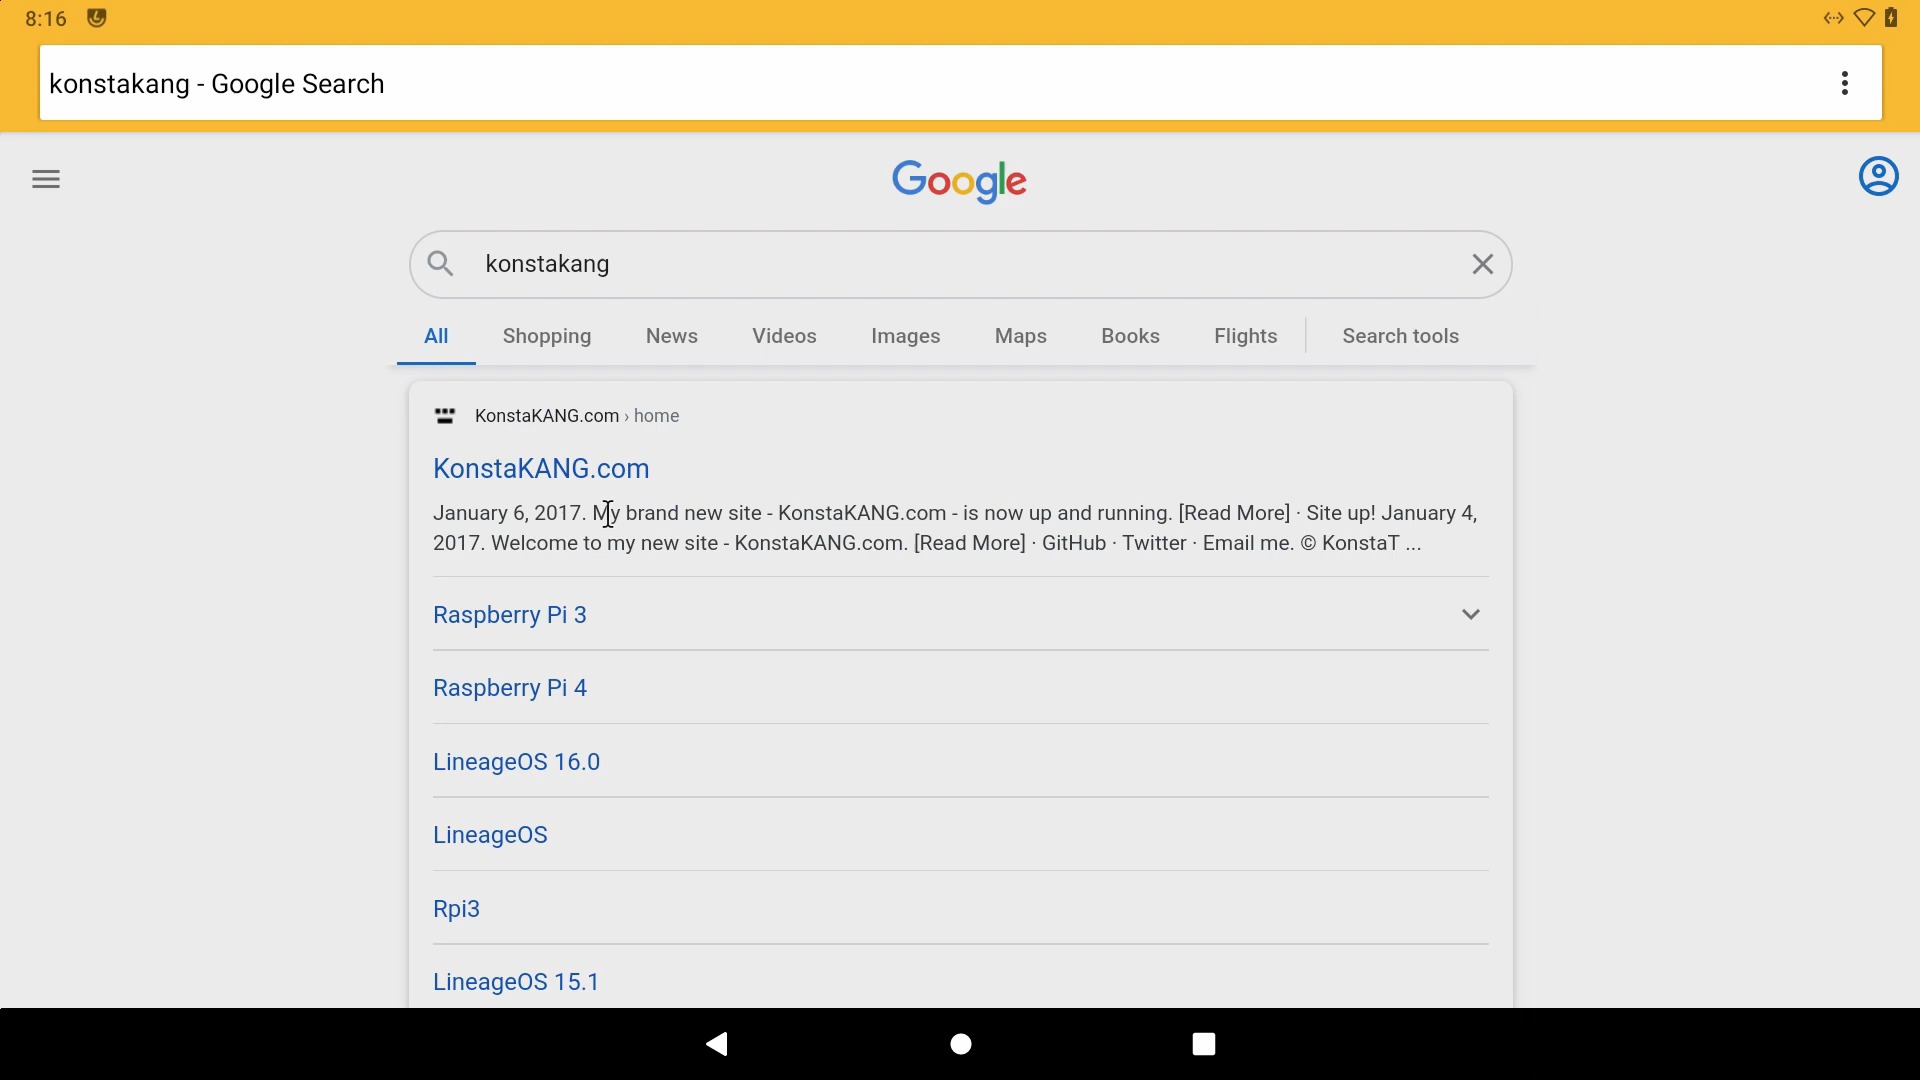 8:16
konstakang - Google Search
Google
konstakang
All Shopping News Videos Images Maps Books Flights Search tools
KonstaKANG.com › home
KonstaKANG.com
January 6, 2017. My brand new site - KonstaKANG.com - is now up and running. [Read More] · Site up! January 4,
2017. Welcome to my new site - KonstaKANG.com. [Read More] · GitHub · Twitter · Email me. © KonstaT ...
Raspberry Pi 3
Raspberry Pi 4
LineageOS 16.0
LineageOS
Rpi3
LineageOS 15.1